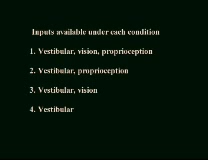 Inputs available under each condition
1. Vestibular, vision, proprioception
2. Vestibular, proprioception
3. Vestibular, vision
4. Vestibular